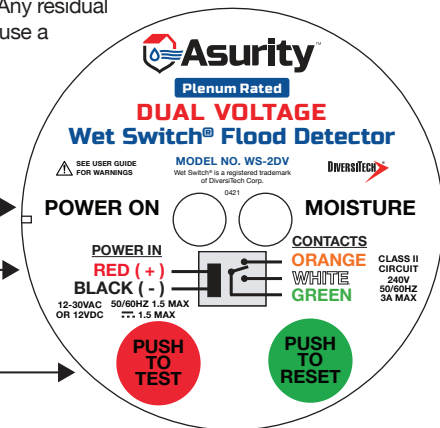 Any residual
use a
Asurity™
Plenum Rated
DUAL VOLTAGE
Wet Switch® Flood Detector
SEE USER GUIDE
FOR WARNINGS
MODEL NO. WS-2DV
Wet Switch® is a registered trademark
of DiversiTech Corp.
0421
DIVERSITECH
POWER ON
MOISTURE
POWER IN
RED ( + )
BLACK ( - )
12-30VAC 50/60HZ 1.5 MAX
OR 12VDC ⎓ 1.5 MAX
CONTACTS
ORANGE
WHITE
GREEN
CLASS II
CIRCUIT
240V
50/60HZ
3A MAX
PUSH
TO
TEST
PUSH
TO
RESET